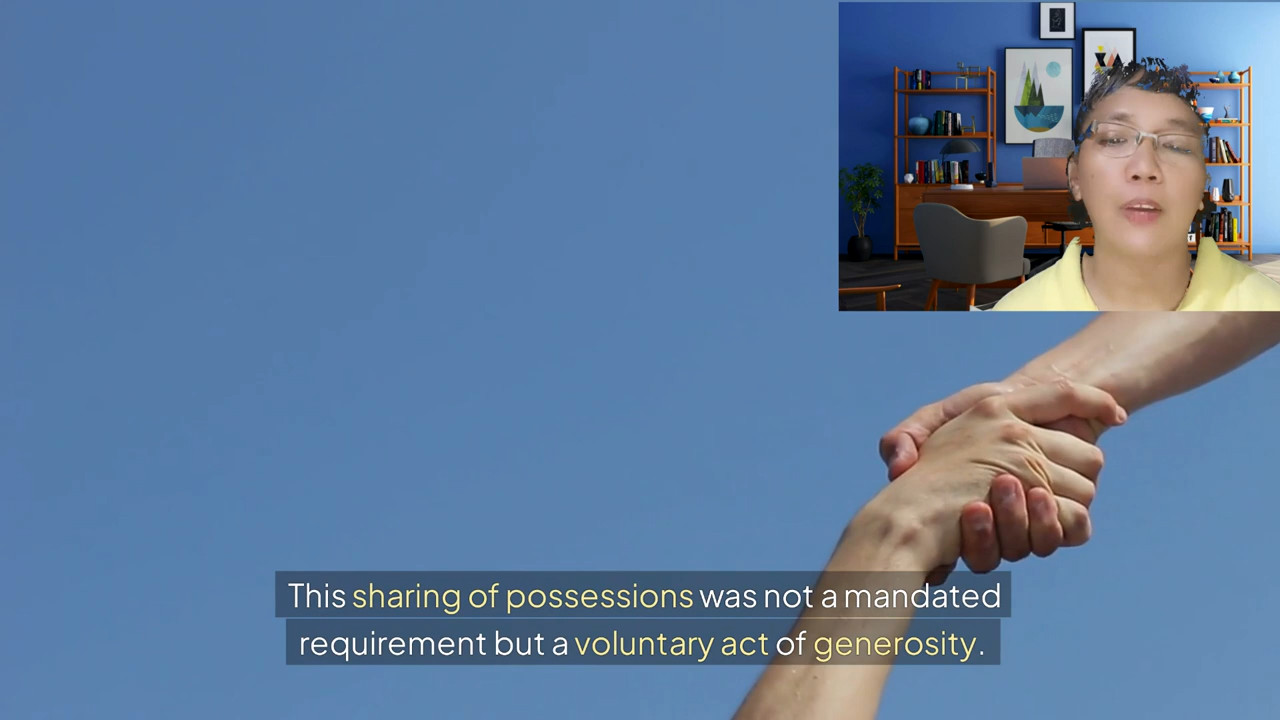 This sharing of possessions was not a mandated
requirement but a voluntary act of generosity.